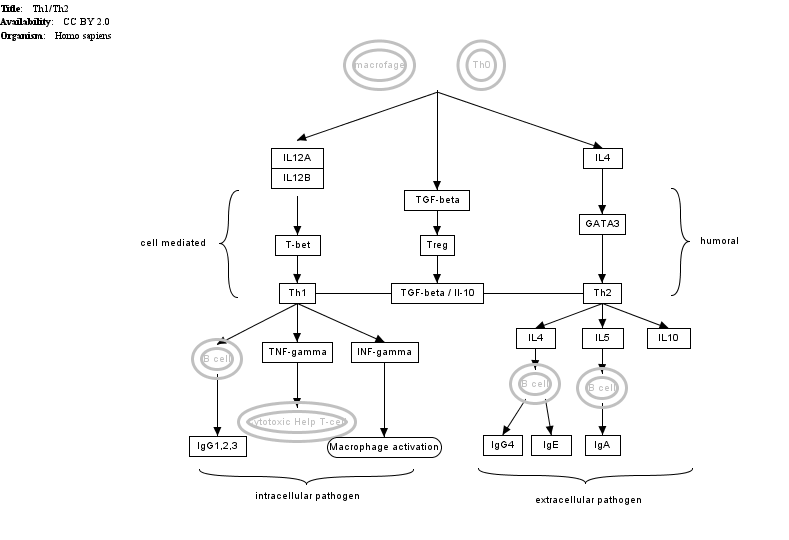 Title: Th1/Th2
Availability: CC BY 2.0
Organism: Homo sapiens
macrofage
Th0
IL12A
IL12B
IL4
TGF-beta
GATA3
cell mediated
T-bet
Treg
humoral
Th1
TGF-beta / Il-10
Th2
IL4
IL5
IL10
B cell
TNF-gamma
INF-gamma
B cell
B cell
Cytotoxic Help T-cell
IgG1,2,3
Macrophage activation
IgG4
IgE
IgA
intracellular pathogen
extracellular pathogen